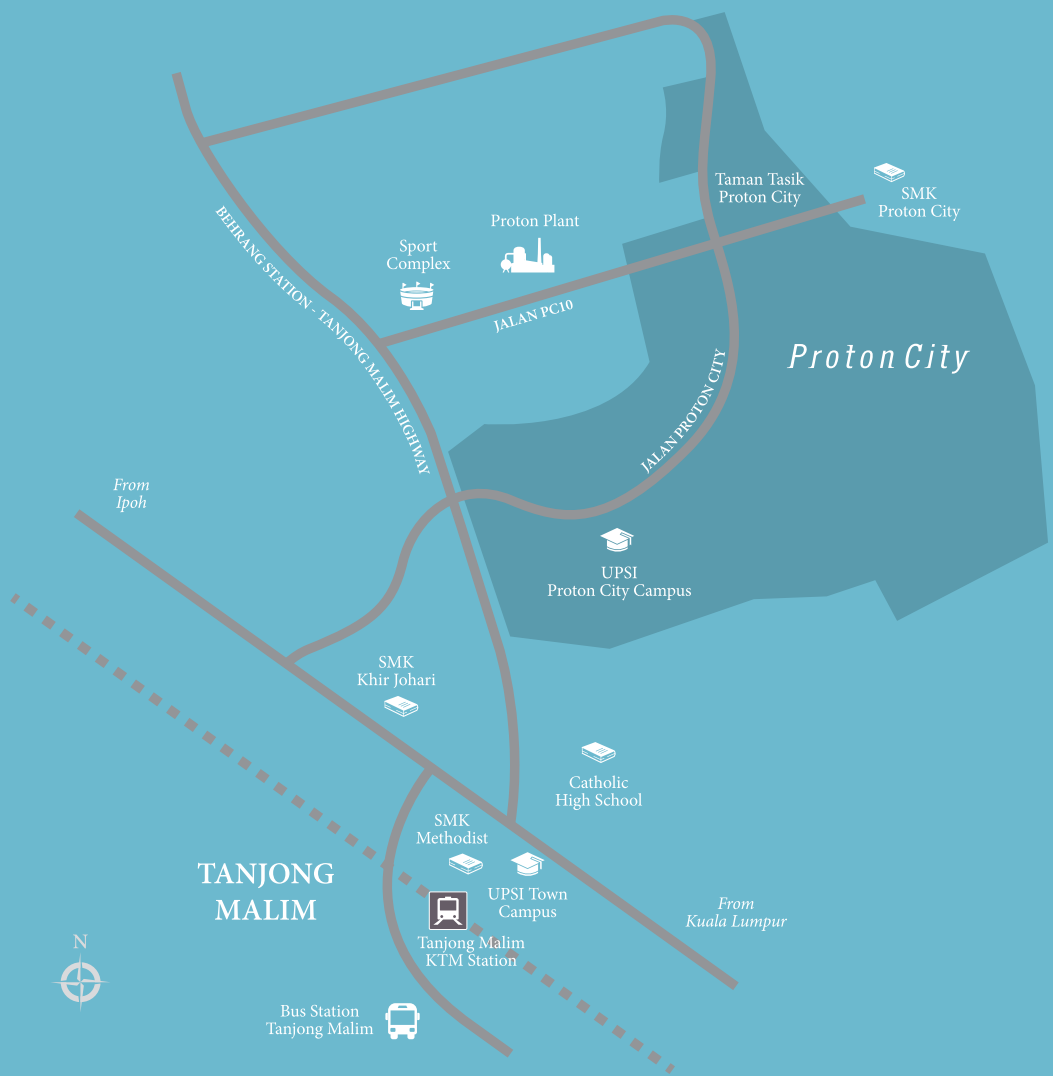 Taman Tasik
Proton City
SMK
Proton City
Proton Plant
Sport
Complex
BEHRANG STATION - TANJONG MALIM HIGHWAY
JALAN PC10
Proton City
JALAN PROTON CITY
From
Ipoh
UPSI
Proton City Campus
SMK
Khir Johari
Catholic
High School
SMK
Methodist
TANJONG
MALIM
UPSI Town
Campus
From
Kuala Lumpur
N
Tanjong Malim
KTM Station
Bus Station
Tanjong Malim